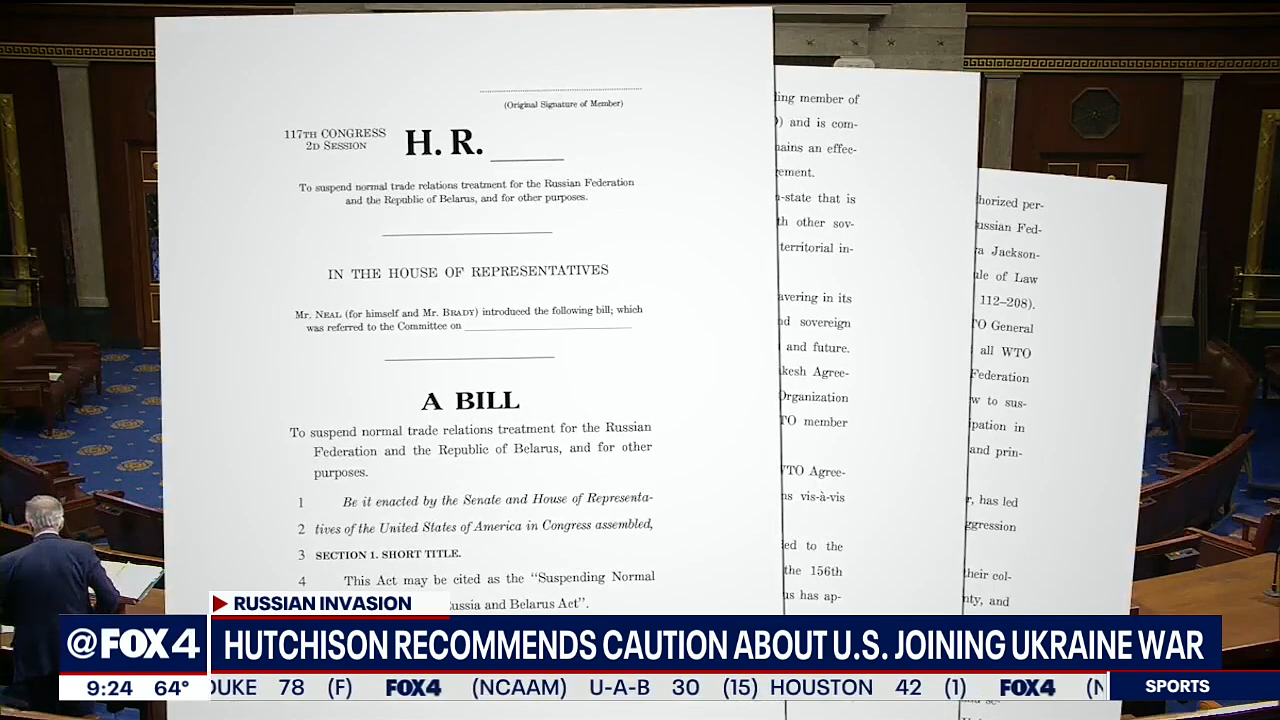 (Original Signature of Member)
117TH CONGRESS
2D SESSION
H. R.
To suspend normal trade relations treatment for the Russian Federation
and the Republic of Belarus, and for other purposes.
IN THE HOUSE OF REPRESENTATIVES
Mr. NEAL (for himself and Mr. BRADY) introduced the following bill; which
was referred to the Committee on
A BILL
To suspend normal trade relations treatment for the Russian
Federation and the Republic of Belarus, and for other
purposes.
1 Be it enacted by the Senate and House of Representa-
2 tives of the United States of America in Congress assembled,
3 SECTION 1. SHORT TITLE.
4 This Act may be cited as the "Suspending Normal
ussia and Belarus Act".
ing member of
) and is com-
ains an effec-
ement.
-state that is
th other sov-
territorial in-
avering in its
nd sovereign
and future.
kesh Agree-
Organization
TO member
TO Agree-
ns vis-à-vis
ed to the
the 156th
us has ap-
horized per-
ussian Fed-
a Jackson-
le of Law
112–208).
TO General
all WTO
Federation
w to sus-
pation in
and prin-
r, has led
ggression
heir col-
nty, and
RUSSIAN INVASION
@FOX 4
HUTCHISON RECOMMENDS CAUTION ABOUT U.S. JOINING UKRAINE WAR
9:24 64°
DUKE 78 (F) FOX4 (NCAAM) U-A-B 30 (15) HOUSTON 42 (1) FOX4 (N
SPORTS